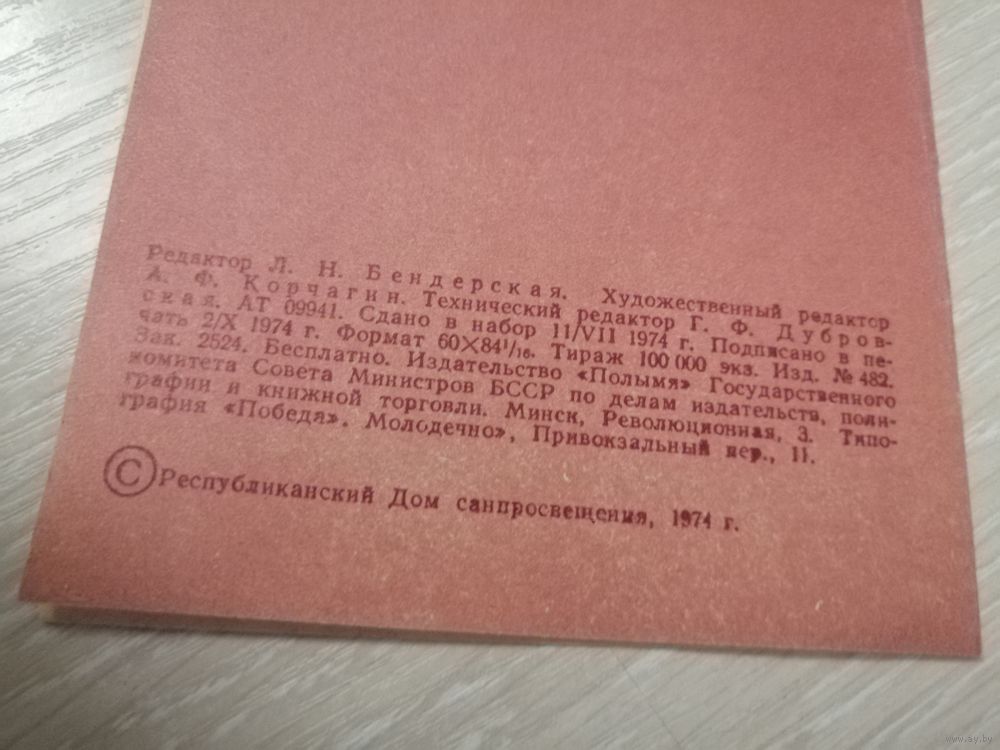 Редактор Л. Н. Бендерская. Художественный редактор
А. Ф. Корчагин. Технический редактор Г. Ф. Дубров-
ская. АТ 09941. Сдано в набор 11/VII 1974 г. Подписано в пе-
чать 2/X 1974 г. Формат 60×84¹/₁₆. Тираж 100 000 экз. Изд. № 482.
Зак. 2524. Бесплатно. Издательство «Полымя» Государственного
комитета Совета Министров БССР по делам издательств, поли-
графии и книжной торговли. Минск, Революционная, 3. Типо-
графия «Победа». Молодечно», Привокзальный пер., 11.
© Республиканский Дом санпросвещения, 1974 г.
www.ay.by